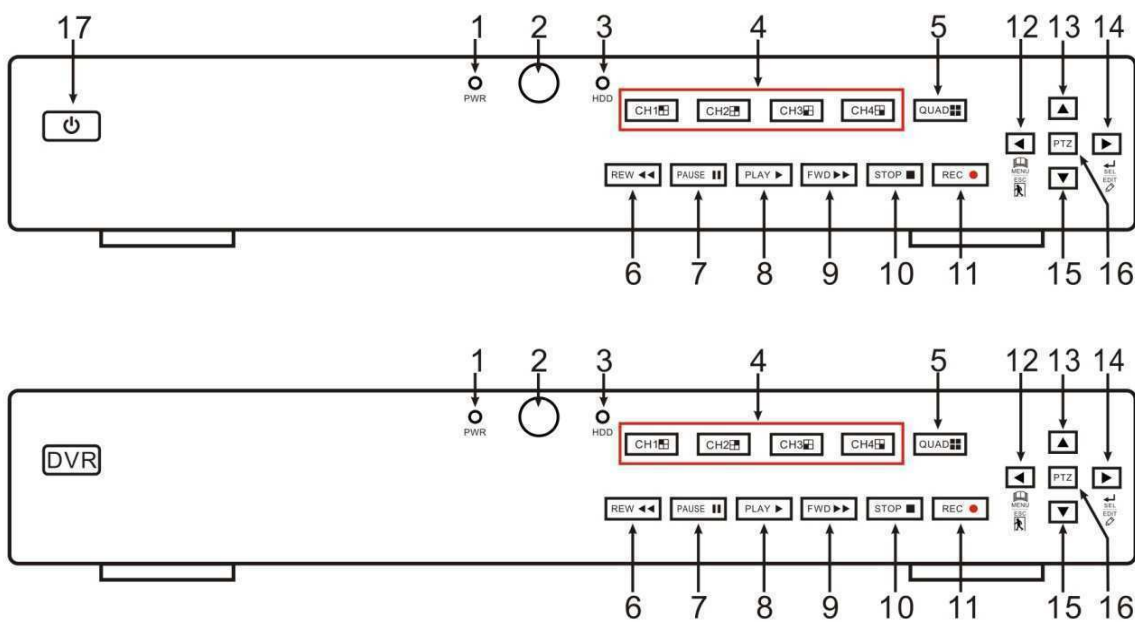 17 1 2 3 4 5 12 13 14
PWR HDD
CH1 CH2 CH3 CH4 QUAD
PTZ
MENU SEL
ESC EDIT
REW PAUSE PLAY FWD STOP REC
6 7 8 9 10 11 15 16
1 2 3 4 5 12 13 14
PWR HDD
CH1 CH2 CH3 CH4 QUAD
DVR PTZ
MENU SEL
ESC EDIT
REW PAUSE PLAY FWD STOP REC
6 7 8 9 10 11 15 16